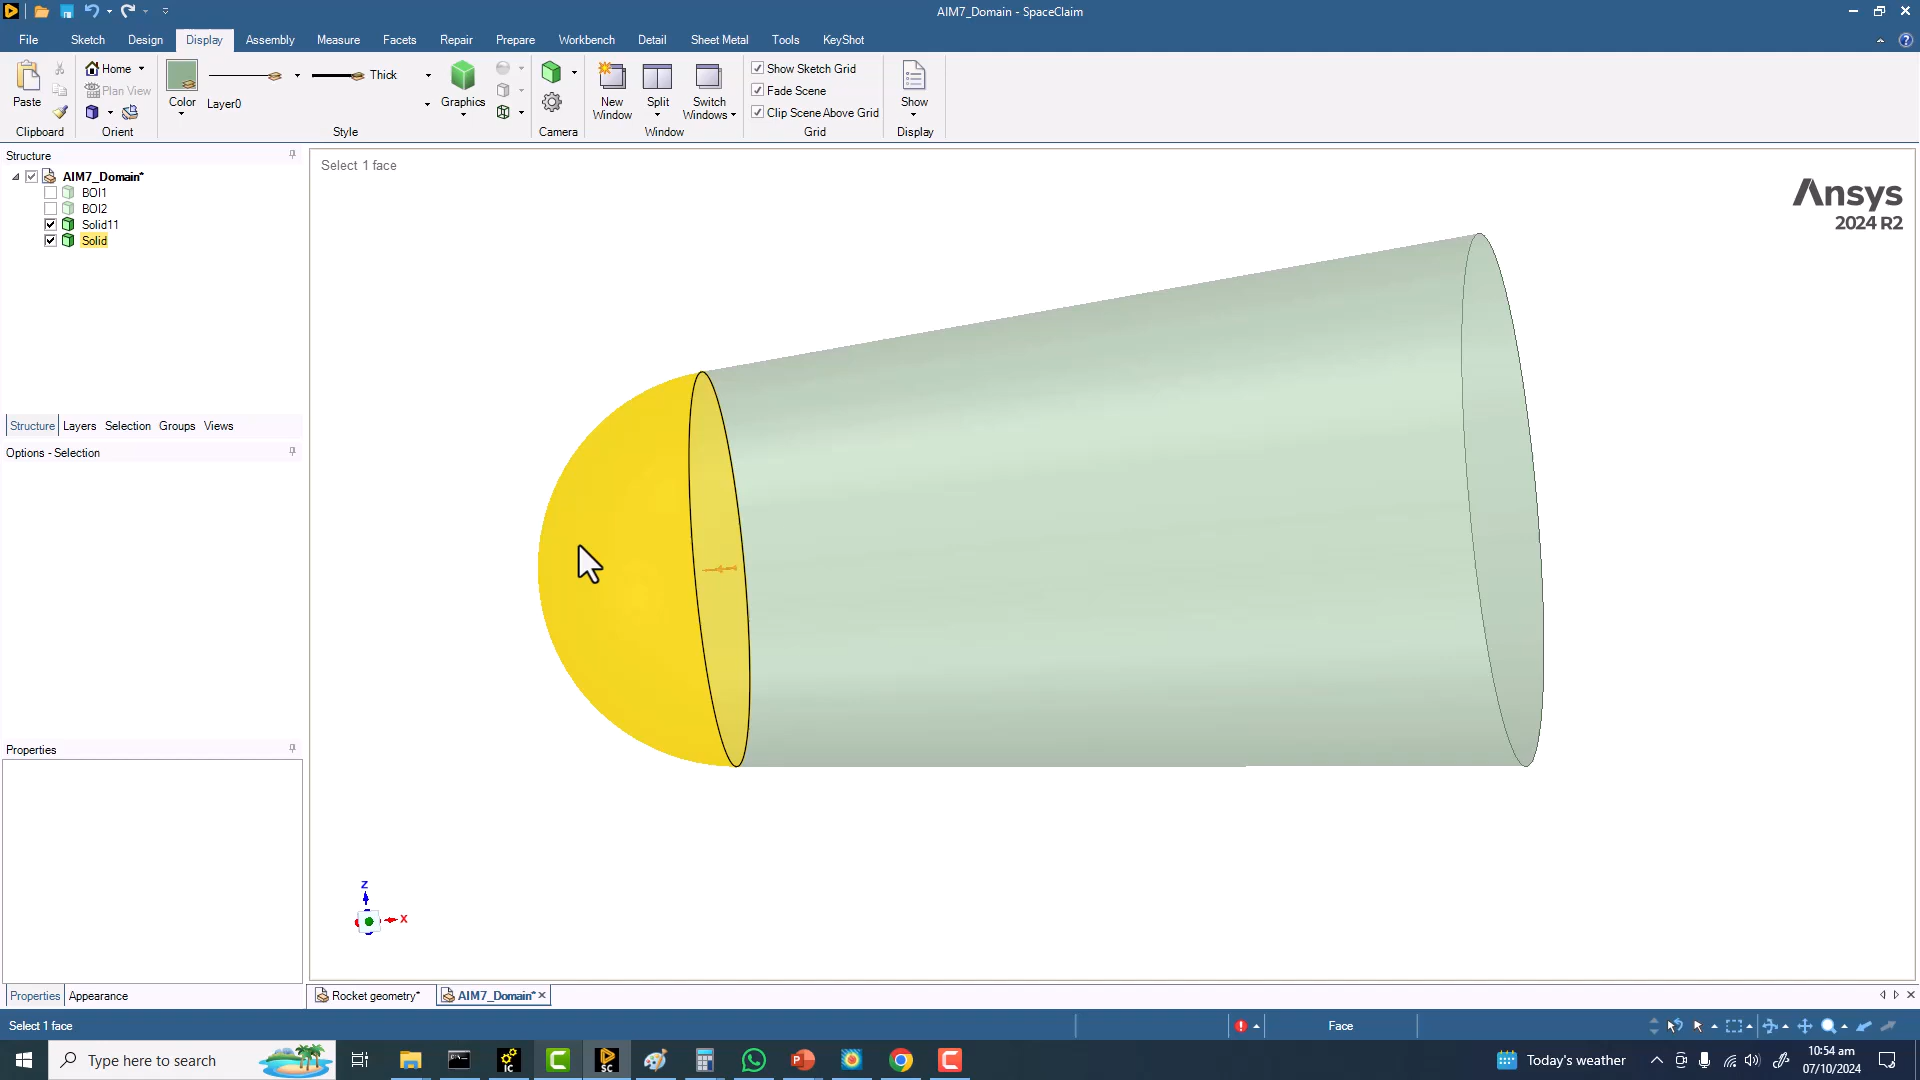 AIM7_Domain - SpaceClaim
File Sketch Design Display Assembly Measure Facets Repair Prepare Workbench Detail Sheet Metal Tools KeyShot
Paste
Clipboard
Home
Plan View
Orient
Color
Layer0
Thick
Style
Graphics
Camera
New Window
Split
Switch Windows
Window
Show Sketch Grid
Fade Scene
Clip Scene Above Grid
Grid
Show
Display
Structure
AIM7_Domain*
BOI1
BOI2
Solid11
Solid
Structure Layers Selection Groups Views
Options - Selection
Properties
Properties Appearance
Select 1 face
Ansys
2024 R2
Z
X
Rocket geometry* AIM7_Domain*
Select 1 face
Face
Type here to search
IC
SC
Today's weather
10:54 am
07/10/2024